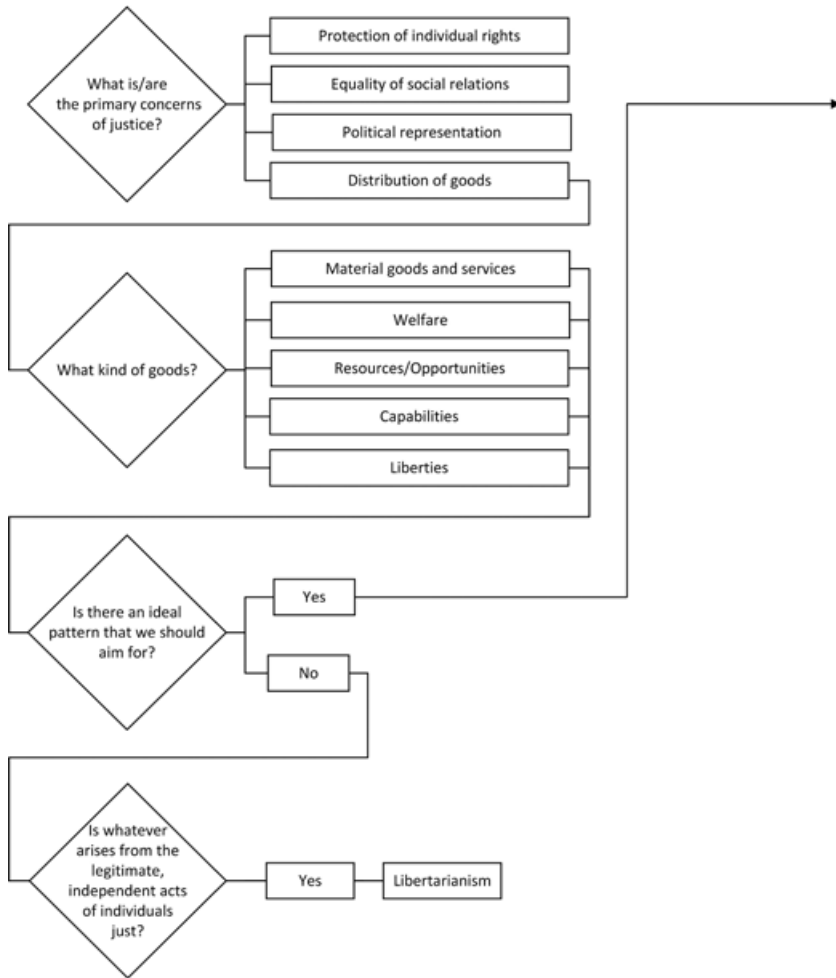 What is/are
the primary concerns
of justice?
Protection of individual rights
Equality of social relations
Political representation
Distribution of goods
What kind of goods?
Material goods and services
Welfare
Resources/Opportunities
Capabilities
Liberties
Is there an ideal
pattern that we should
aim for?
Yes
No
Is whatever
arises from the
legitimate,
independent acts
of individuals
just?
Yes
Libertarianism